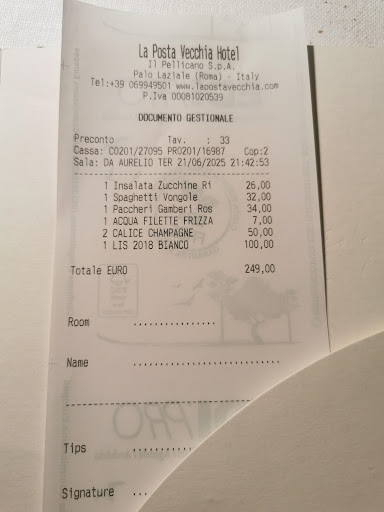 La Posta Vecchia Hotel
Il Pellicano S.p.A.
Palo Laziale (Roma) - Italy
Tel:+39 069949501 www.lapostavecchia.com
P.Iva 00081020539
DOCUMENTO GESTIONALE
Preconto Tav. : 33
Cassa: C0201/27095 PR0201/16987 Cop:2
Sala: DA AURELIO TER 21/06/2025 21:42:53
1 Insalata Zucchine Ri 26,00
1 Spaghetti Vongole 32,00
1 Paccheri Gamberi Ros 34,00
1 ACQUA FILETTE FRIZZA 7,00
2 CALICE CHAMPAGNE 50,00
1 LIS 2018 BIANCO 100,00
Totale EURO 249,00
Room ................
Name ............................
Tips ............
Signature ...